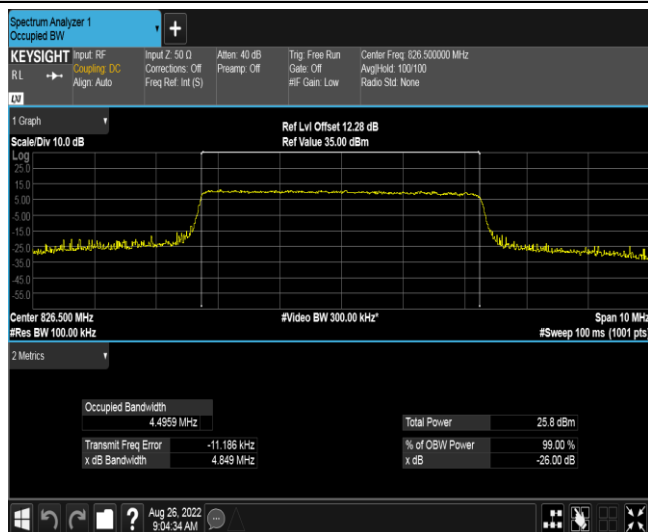 Spectrum Analyzer 1
Occupied BW
+
KEYSIGHT
R L
LXI
Input: RF
Coupling: DC
Align: Auto
Input Z: 50 Ω
Corrections: Off
Freq Ref: Int (S)
Atten: 40 dB
Preamp: Off
Trig: Free Run
Gate: Off
#IF Gain: Low
Center Freq: 826.500000 MHz
Avg|Hold: 100/100
Radio Std: None
1 Graph
Scale/Div 10.0 dB
Ref Lvl Offset 12.28 dB
Ref Value 35.00 dBm
Log
25.0
15.0
5.00
-5.00
-15.0
-25.0
-35.0
-45.0
-55.0
Center 826.500 MHz
#Res BW 100.00 kHz
#Video BW 300.00 kHz*
Span 10 MHz
#Sweep 100 ms (1001 pts)
2 Metrics
Occupied Bandwidth
4.4959 MHz
Transmit Freq Error -11.186 kHz
x dB Bandwidth 4.849 MHz
Total Power 25.8 dBm
% of OBW Power 99.00 %
x dB -26.00 dB
?
Aug 26, 2022
9:04:34 AM